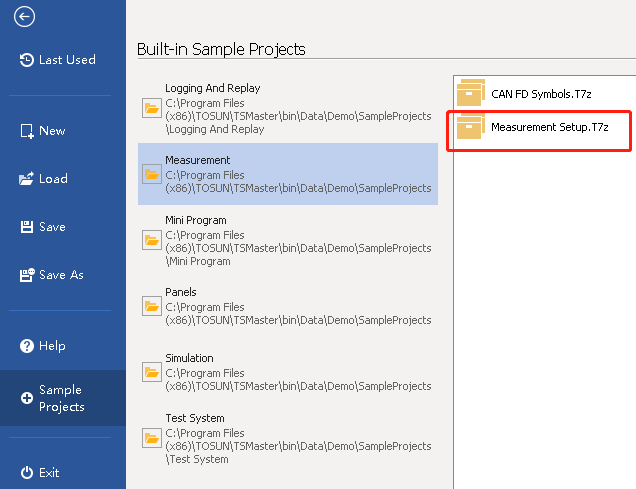 Last Used
New
Load
Save
Save As
Help
Sample
Projects
Exit
Built-in Sample Projects
Logging And Replay
C:\Program Files
(x86)\TOSUN\TSMaster\bin\Data\Demo\SampleProjects
\Logging And Replay
Measurement
C:\Program Files
(x86)\TOSUN\TSMaster\bin\Data\Demo\SampleProjects
Mini Program
C:\Program Files
(x86)\TOSUN\TSMaster\bin\Data\Demo\SampleProjects
\Mini Program
Panels
C:\Program Files
(x86)\TOSUN\TSMaster\bin\Data\Demo\SampleProjects
Simulation
C:\Program Files
(x86)\TOSUN\TSMaster\bin\Data\Demo\SampleProjects
Test System
C:\Program Files
(x86)\TOSUN\TSMaster\bin\Data\Demo\SampleProjects
\Test System
CAN FD Symbols.T7z
Measurement Setup.T7z